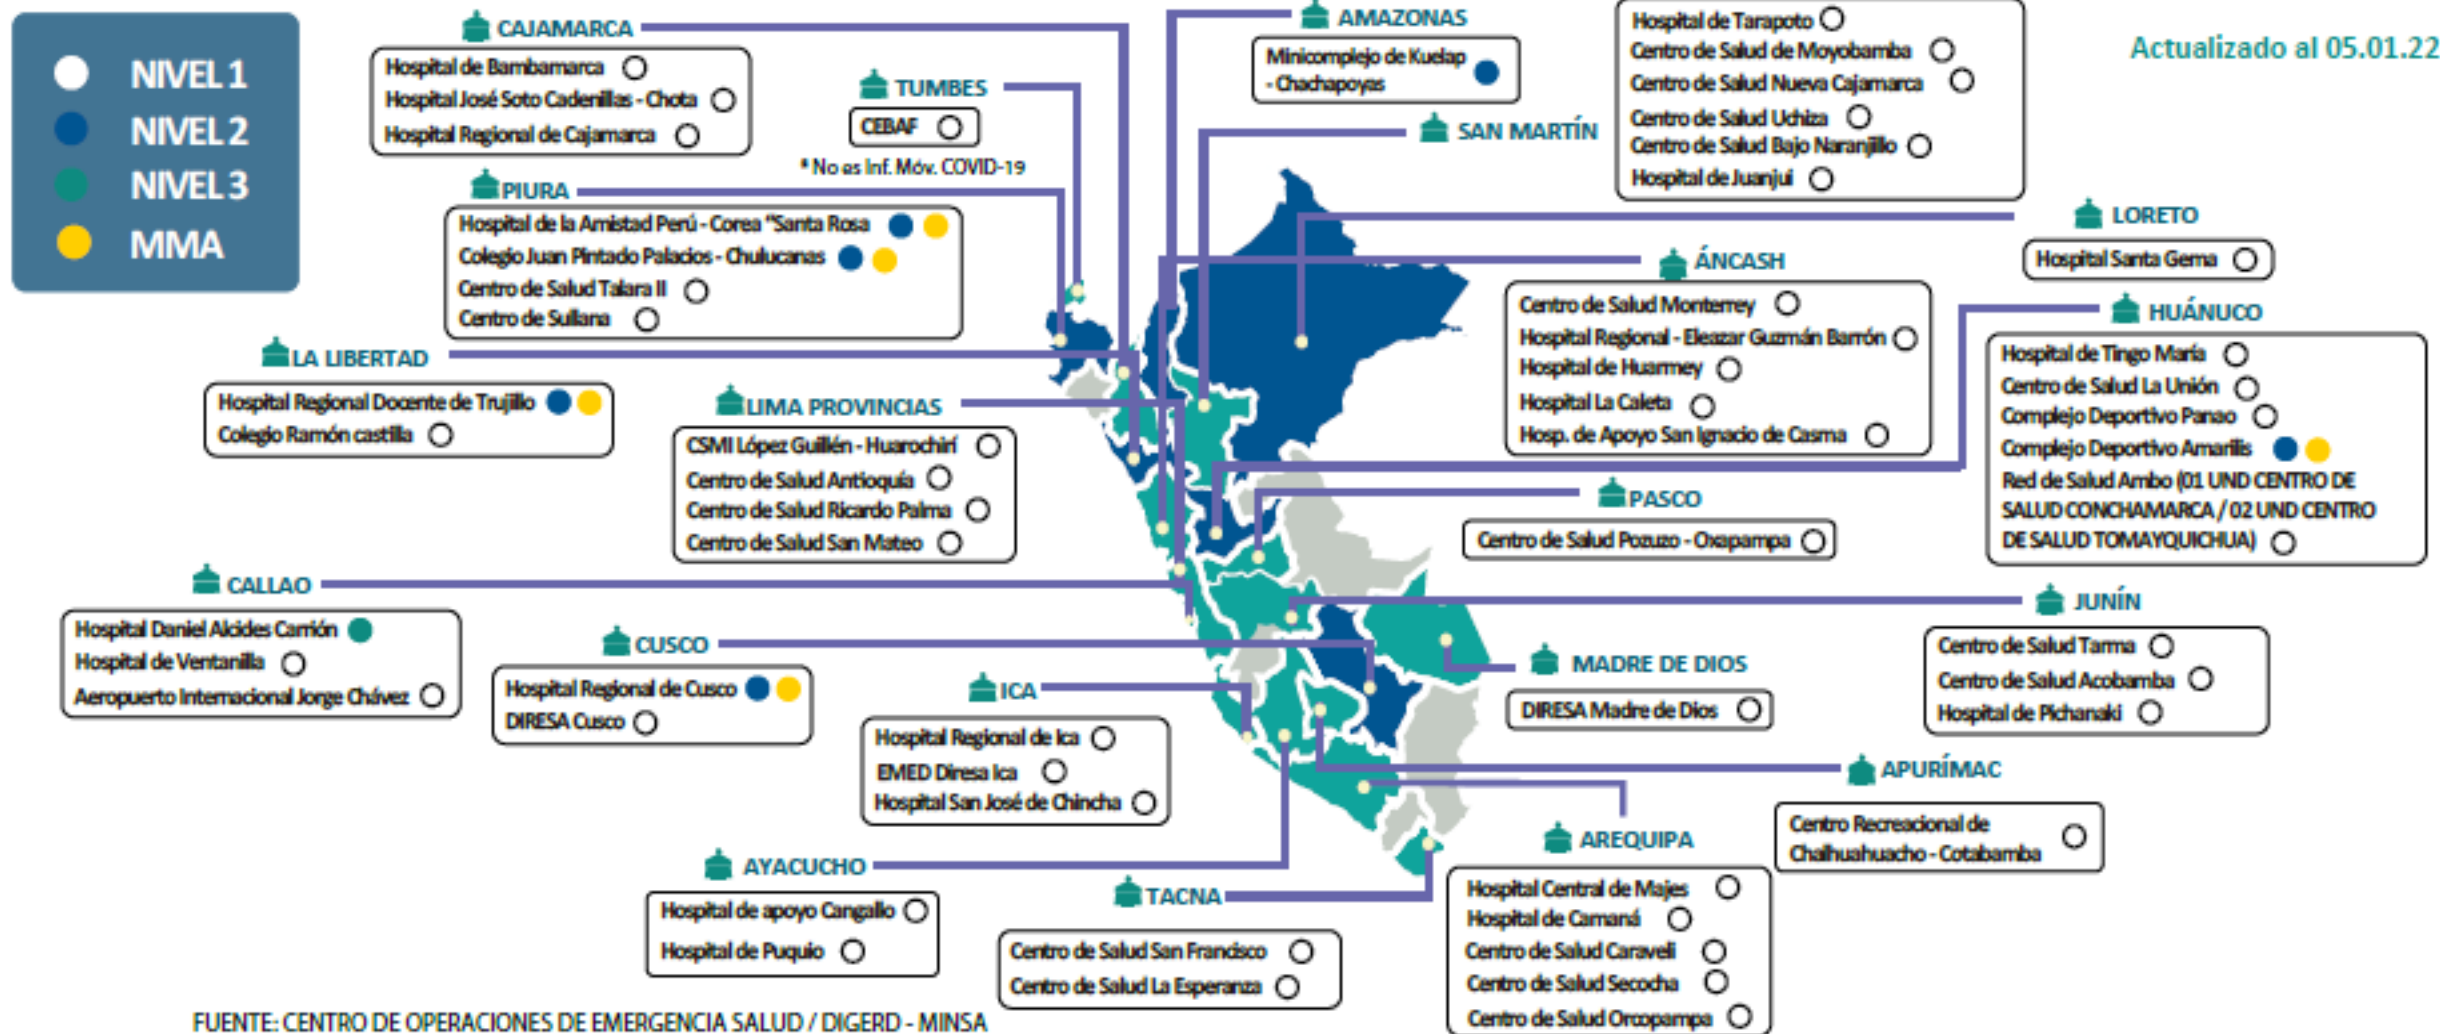 NIVEL 1
NIVEL 2
NIVEL 3
MMA
CAJAMARCA
Hospital de Bambamarca
Hospital José Soto Cadenillas - Chota
Hospital Regional de Cajamarca
TUMBES
CEBAF
* No es Inf. Móv. COVID-19
AMAZONAS
Minicomplejo de Kuelap
- Chachapoyas
SAN MARTÍN
Hospital de Tarapoto
Centro de Salud de Moyobamba
Centro de Salud Nueva Cajamarca
Centro de Salud Uchiza
Centro de Salud Bajo Naranjillo
Hospital de Juanjui
Actualizado al 05.01.22
PIURA
Hospital de la Amistad Perú - Corea "Santa Rosa
Colegio Juan Pintado Palacios - Chulucanas
Centro de Salud Talara II
Centro de Sullana
LORETO
Hospital Santa Gema
ÁNCASH
Centro de Salud Monterrey
Hospital Regional - Eleazar Guzmán Barrón
Hospital de Huarmey
Hospital La Caleta
Hosp. de Apoyo San Ignacio de Casma
HUÁNUCO
Hospital de Tingo María
Centro de Salud La Unión
Complejo Deportivo Panao
Complejo Deportivo Amarilis
Red de Salud Ambo (01 UND CENTRO DE
SALUD CONCHAMARCA / 02 UND CENTRO
DE SALUD TOMAYQUICHUA)
LA LIBERTAD
Hospital Regional Docente de Trujillo
Colegio Ramón castilla
LIMA PROVINCIAS
CSMI López Guillén - Huarochirí
Centro de Salud Antioquía
Centro de Salud Ricardo Palma
Centro de Salud San Mateo
PASCO
Centro de Salud Pozuzo - Oxapampa
CALLAO
Hospital Daniel Alcides Carrión
Hospital de Ventanilla
Aeropuerto Internacional Jorge Chávez
CUSCO
Hospital Regional de Cusco
DIRESA Cusco
ICA
Hospital Regional de Ica
EMED Diresa Ica
Hospital San José de Chincha
MADRE DE DIOS
DIRESA Madre de Dios
JUNÍN
Centro de Salud Tarma
Centro de Salud Acobamba
Hospital de Pichanaki
APURÍMAC
Centro Recreacional de
Chalhuahuacho - Cotabamba
AYACUCHO
Hospital de apoyo Cangallo
Hospital de Puquio
TACNA
Centro de Salud San Francisco
Centro de Salud La Esperanza
AREQUIPA
Hospital Central de Majes
Hospital de Camaná
Centro de Salud Caraveli
Centro de Salud Secocha
Centro de Salud Orcopampa
FUENTE: CENTRO DE OPERACIONES DE EMERGENCIA SALUD / DIGERD - MINSA